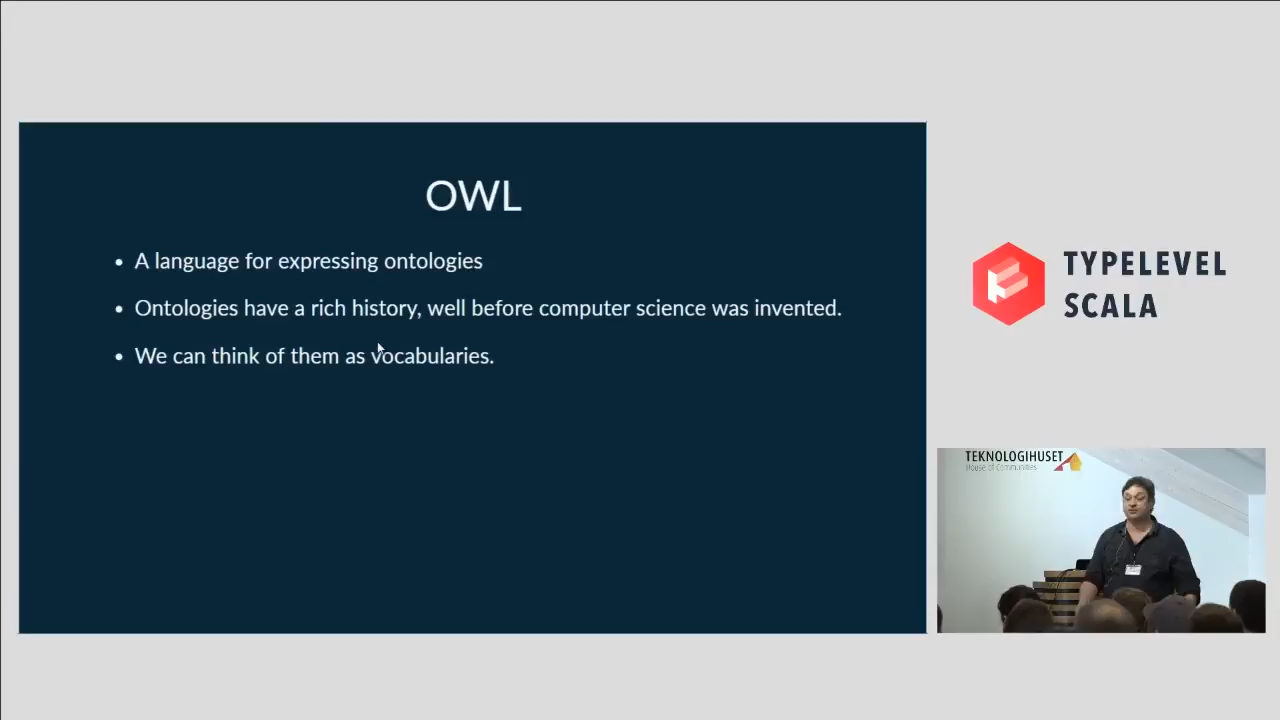 OWL
• A language for expressing ontologies
• Ontologies have a rich history, well before computer science was invented.
• We can think of them as vocabularies.
TYPELEVEL
SCALA
TEKNOLOGIHUSET
House of Communities